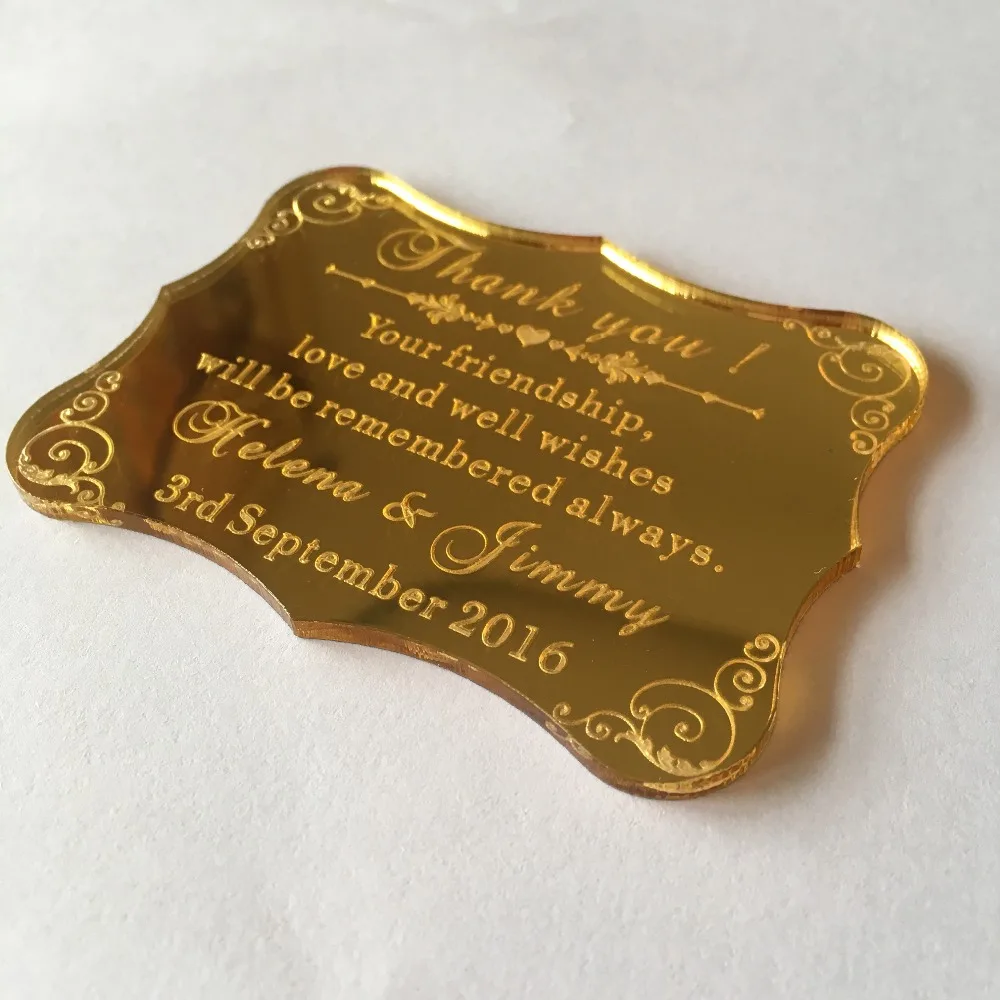 Thank you !
Your friendship,
love and well wishes
will be remembered always.
Helena & Jimmy
3rd September 2016